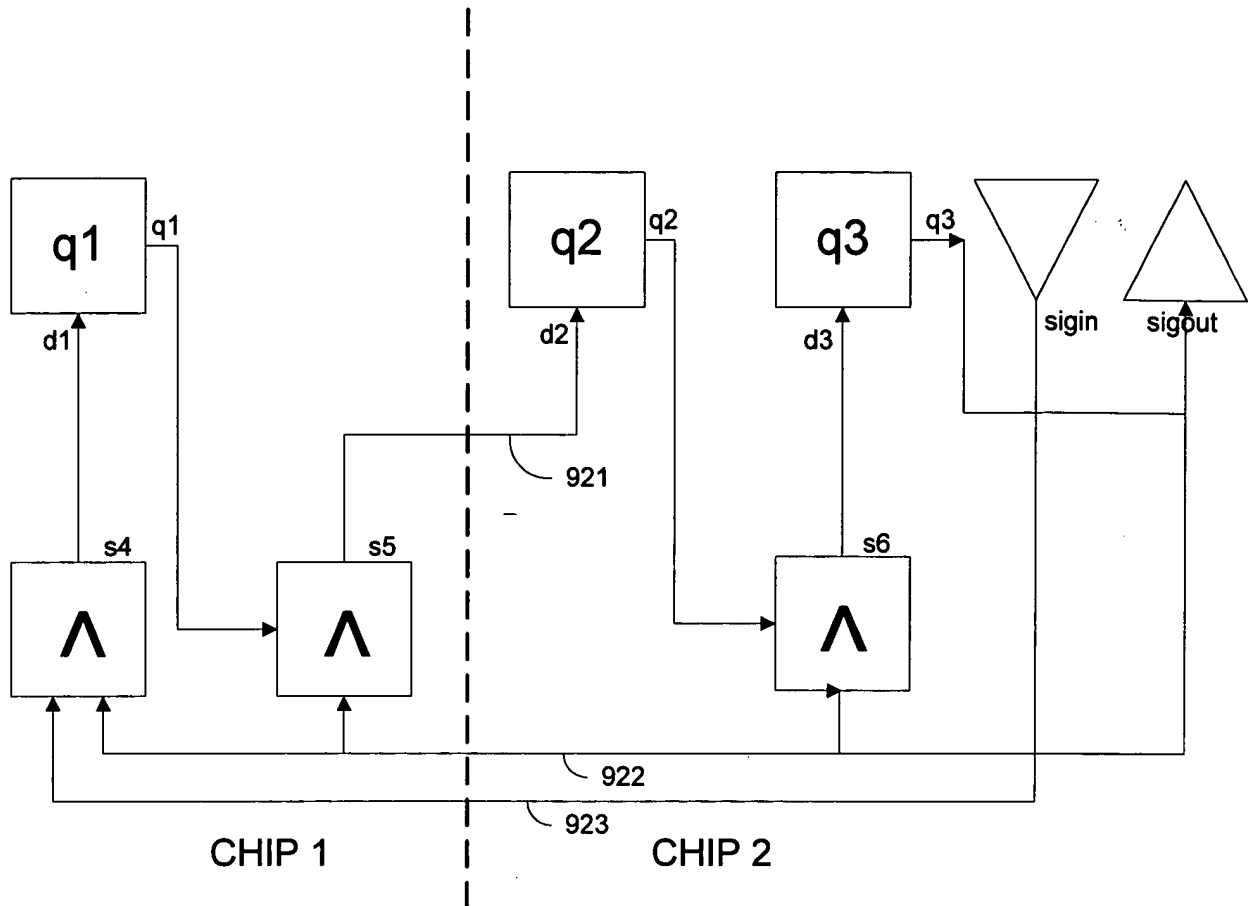 q1
q1
d1
q2
q2
d2
q3
q3
d3
sigin
sigout
921
s4
Λ
s5
Λ
s6
Λ
922
923
CHIP 1
CHIP 2